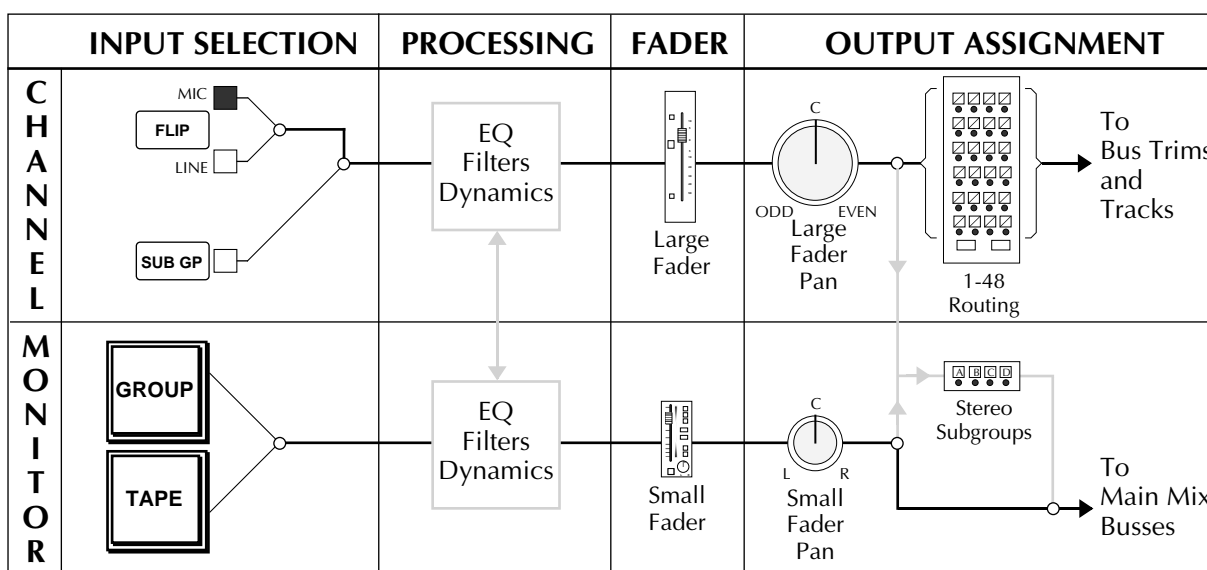 INPUT SELECTION PROCESSING FADER OUTPUT ASSIGNMENT
CHANNEL
MIC
FLIP
LINE
SUB GP
EQ
Filters
Dynamics
Large
Fader
C
ODD EVEN
Large
Fader
Pan
1-48
Routing
To
Bus Trims
and
Tracks
MONITOR
GROUP
TAPE
EQ
Filters
Dynamics
Small
Fader
C
L R
Small
Fader
Pan
A B C D
Stereo
Subgroups
To
Main Mix
Busses